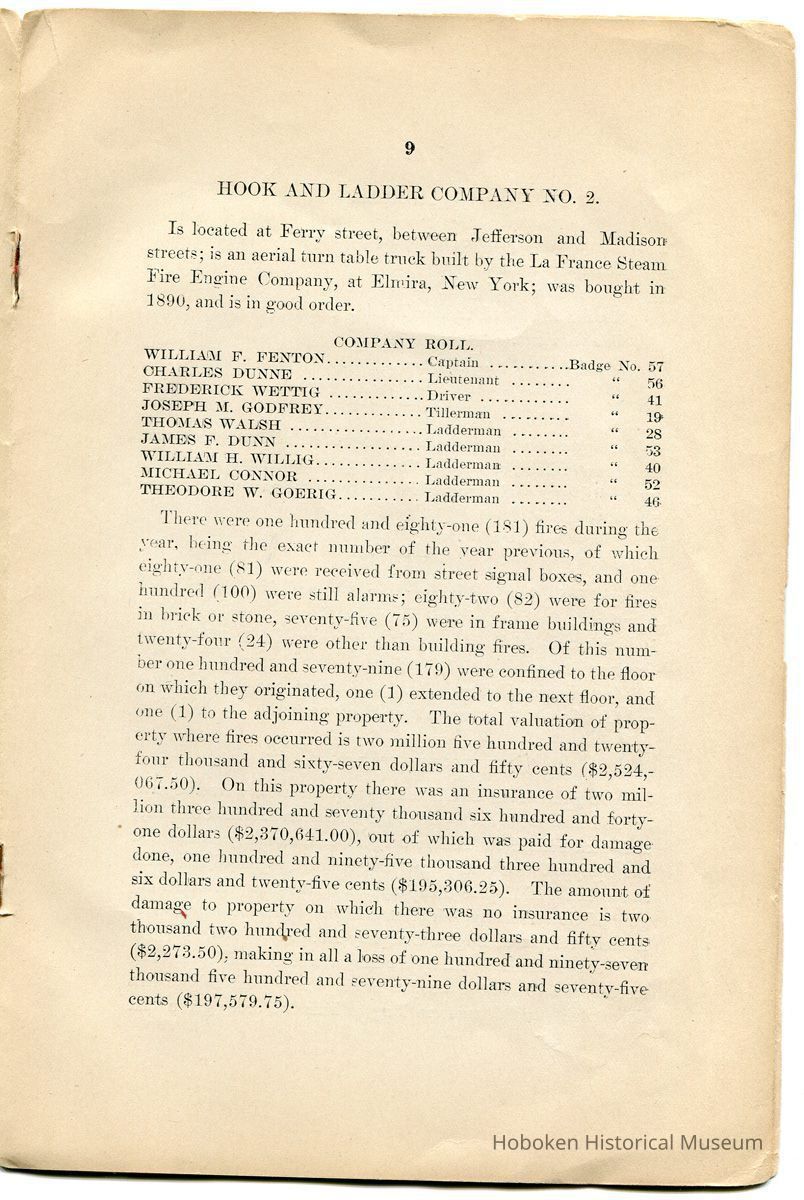 9
HOOK AND LADDER COMPANY NO. 2.
Is located at Ferry street, between Jefferson and Madison
streets; is an aerial turn table truck built by the La France Steam
Fire Engine Company, at Elmira, New York; was bought in
1890, and is in good order.
COMPANY ROLL.
WILLIAM F. FENTON............ Captain ..........Badge No. 57
CHARLES DUNNE ............... Lieutenant ........ “ 56
FREDERICK WETTIG ............ Driver ............ “ 41
JOSEPH M. GODFREY............ Tillerman ......... “ 19
THOMAS WALSH ................. Ladderman ........ “ 28
JAMES F. DUNN ................ Ladderman ........ “ 53
WILLIAM H. WILLIG............. Ladderman ........ “ 40
MICHAEL CONNOR .............. Ladderman ........ “ 52
THEODORE W. GOERIG.......... Ladderman ........ “ 46
There were one hundred and eighty-one (181) fires during the
year, being the exact number of the year previous, of which
eighty-one (81) were received from street signal boxes, and one
hundred (100) were still alarms; eighty-two (82) were for fires
in brick or stone, seventy-five (75) were in frame buildings and
twenty-four (24) were other than building fires. Of this num-
ber one hundred and seventy-nine (179) were confined to the floor
on which they originated, one (1) extended to the next floor, and
one (1) to the adjoining property. The total valuation of prop-
erty where fires occurred is two million five hundred and twenty-
four thousand and sixty-seven dollars and fifty cents ($2,524,-
067.50). On this property there was an insurance of two mil-
lion three hundred and seventy thousand six hundred and forty-
one dollars ($2,370,641.00), out of which was paid for damage
done, one hundred and ninety-five thousand three hundred and
six dollars and twenty-five cents ($195,306.25). The amount of
damage to property on which there was no insurance is two
thousand two hundred and seventy-three dollars and fifty cents
($2,273.50), making in all a loss of one hundred and ninety-seven
thousand five hundred and seventy-nine dollars and seventy-five
cents ($197,579.75).
Hoboken Historical Museum